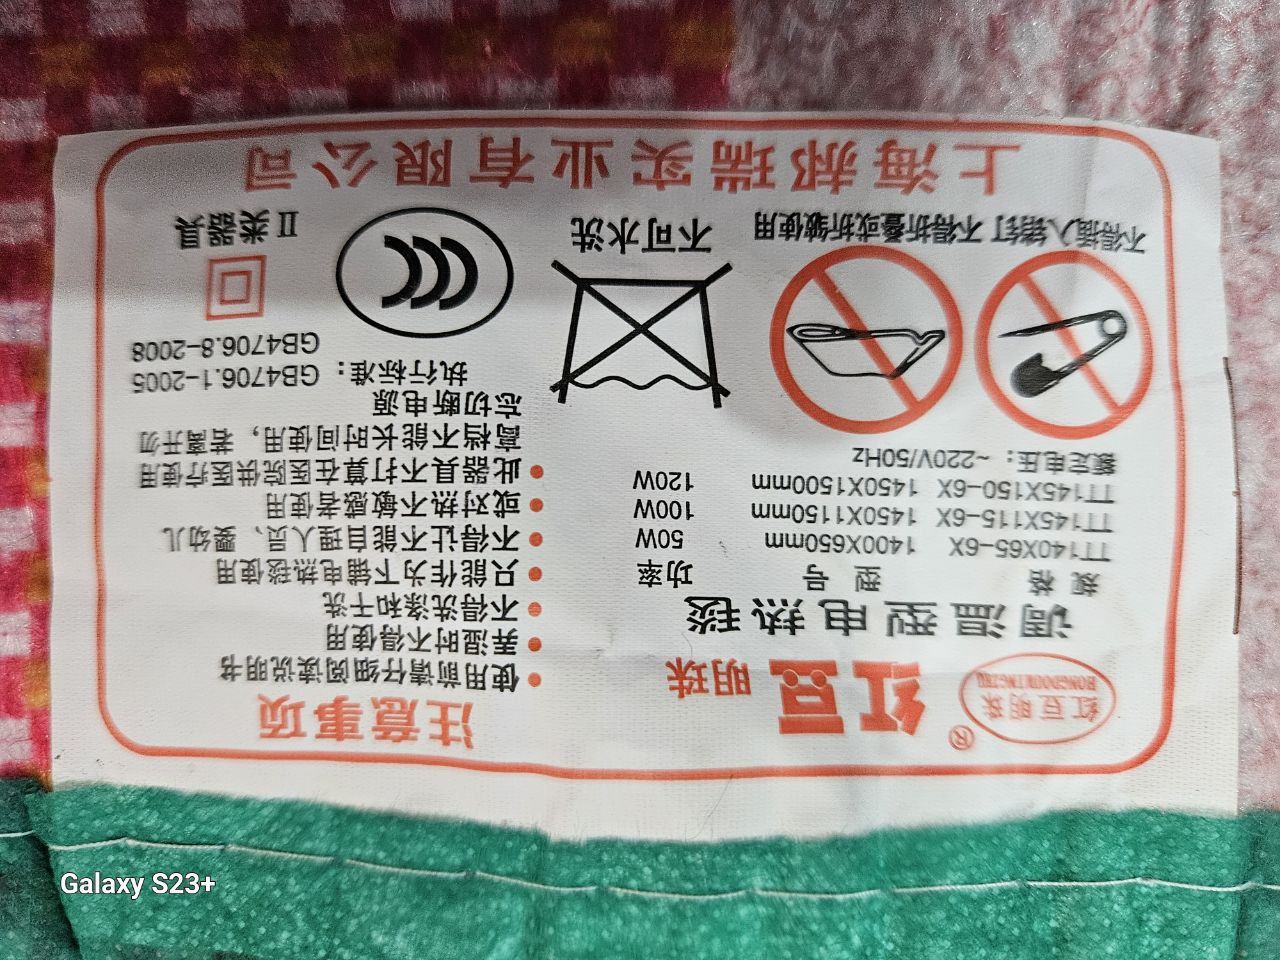 红豆明珠
HONGDOUMINGZHU
®
红豆 明珠
调温型电热毯
规 格 型 号 功率
TT140X65-6X 1400X650mm 50W
TT145X115-6X 1450X1150mm 100W
TT145X150-6X 1450X1500mm 120W
额定电压：~220V/50Hz
不得插入锈钉 不得折叠或折皱使用
不可水洗
注意事项
• 使用前请仔细阅读说明书
• 弄湿时不得使用
• 不得洗涤和干洗
• 只能作为下铺电热毯使用
• 不得让不能自理人员、婴幼儿
• 或对热不敏感者使用
• 此器具不打算在医院供医疗使用
高档不能长时间使用，若离开勿
忘切断电源
执行标准：GB4706.1-2005
GB4706.8-2008
CCC
II类器具
上海郝瑞实业有限公司
Galaxy S23+